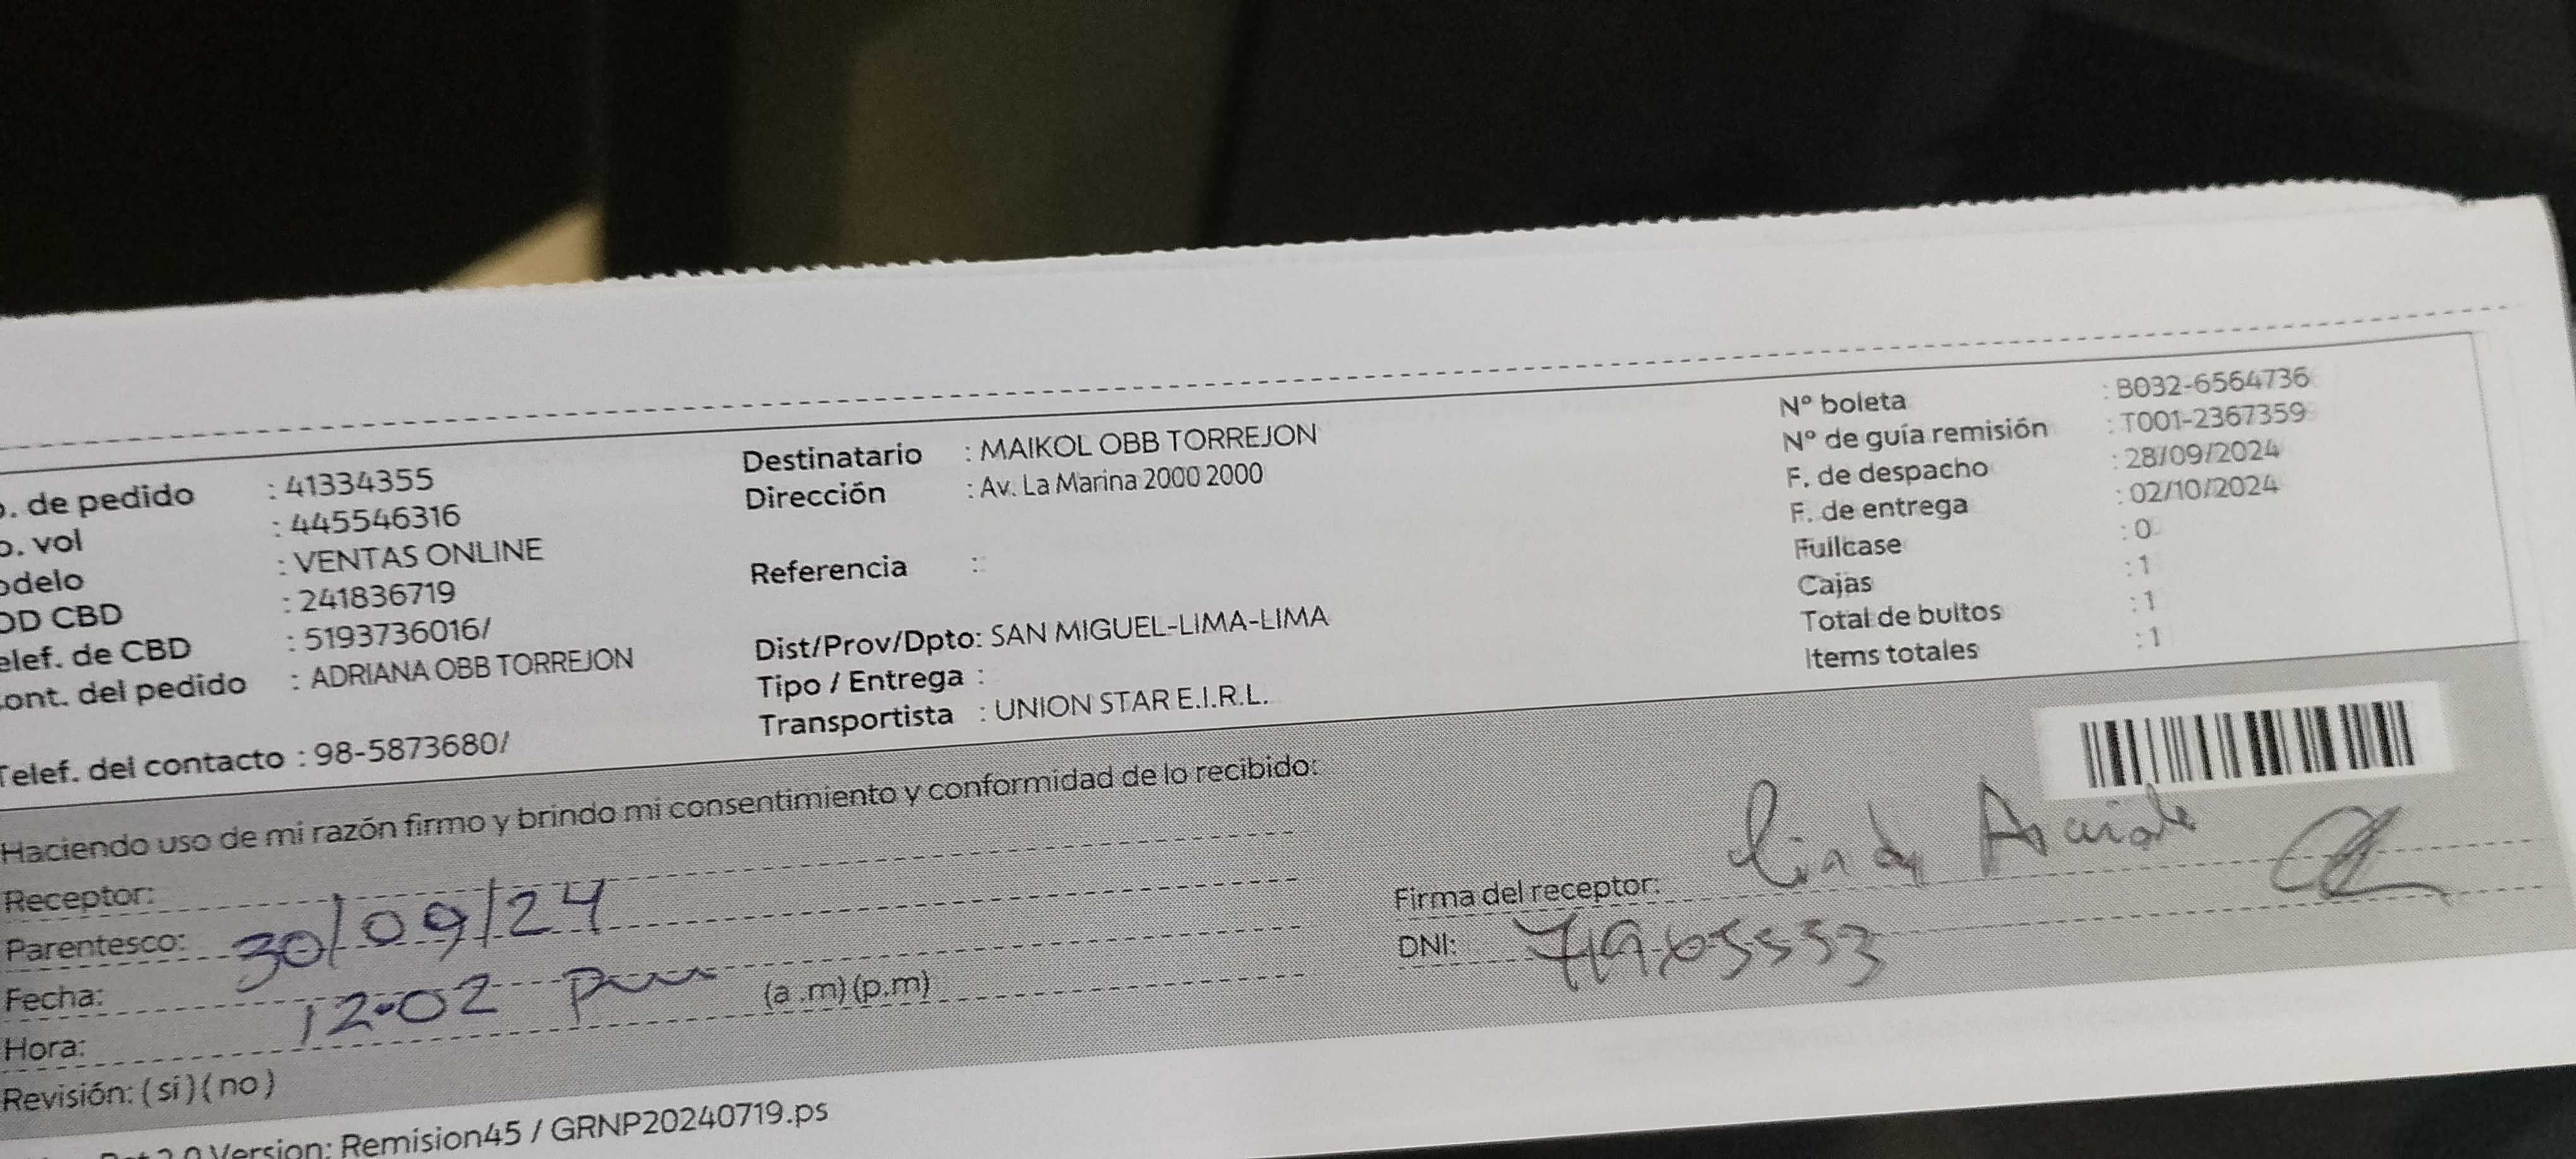 . de pedido : 41334355
. vol : 445546316
odelo : VENTAS ONLINE
OD CBD : 241836719
elef. de CBD : 5193736016/
ont. del pedido : ADRIANA OBB TORREJON
Telef. del contacto : 98-5873680/
Destinatario : MAIKOL OBB TORREJON
Dirección : Av. La Marina 2000 2000
Referencia :
Dist/Prov/Dpto: SAN MIGUEL-LIMA-LIMA
Tipo / Entrega :
Transportista : UNION STAR E.I.R.L.
N° boleta : B032-6564736
N° de guía remisión : T001-2367359
F. de despacho : 28/09/2024
F. de entrega : 02/10/2024
Fullcase : 0
Cajas : 1
Total de bultos : 1
Items totales : 1
Haciendo uso de mi razón firmo y brindo mi consentimiento y conformidad de lo recibido:
Receptor:
Parentesco:
Fecha: 30/09/24
Hora: 12:02 pm (a .m) (p.m)
Revisión: ( si ) ( no )
Firma del receptor:
DNI:
2.0 Version: Remision45 / GRNP20240719.ps